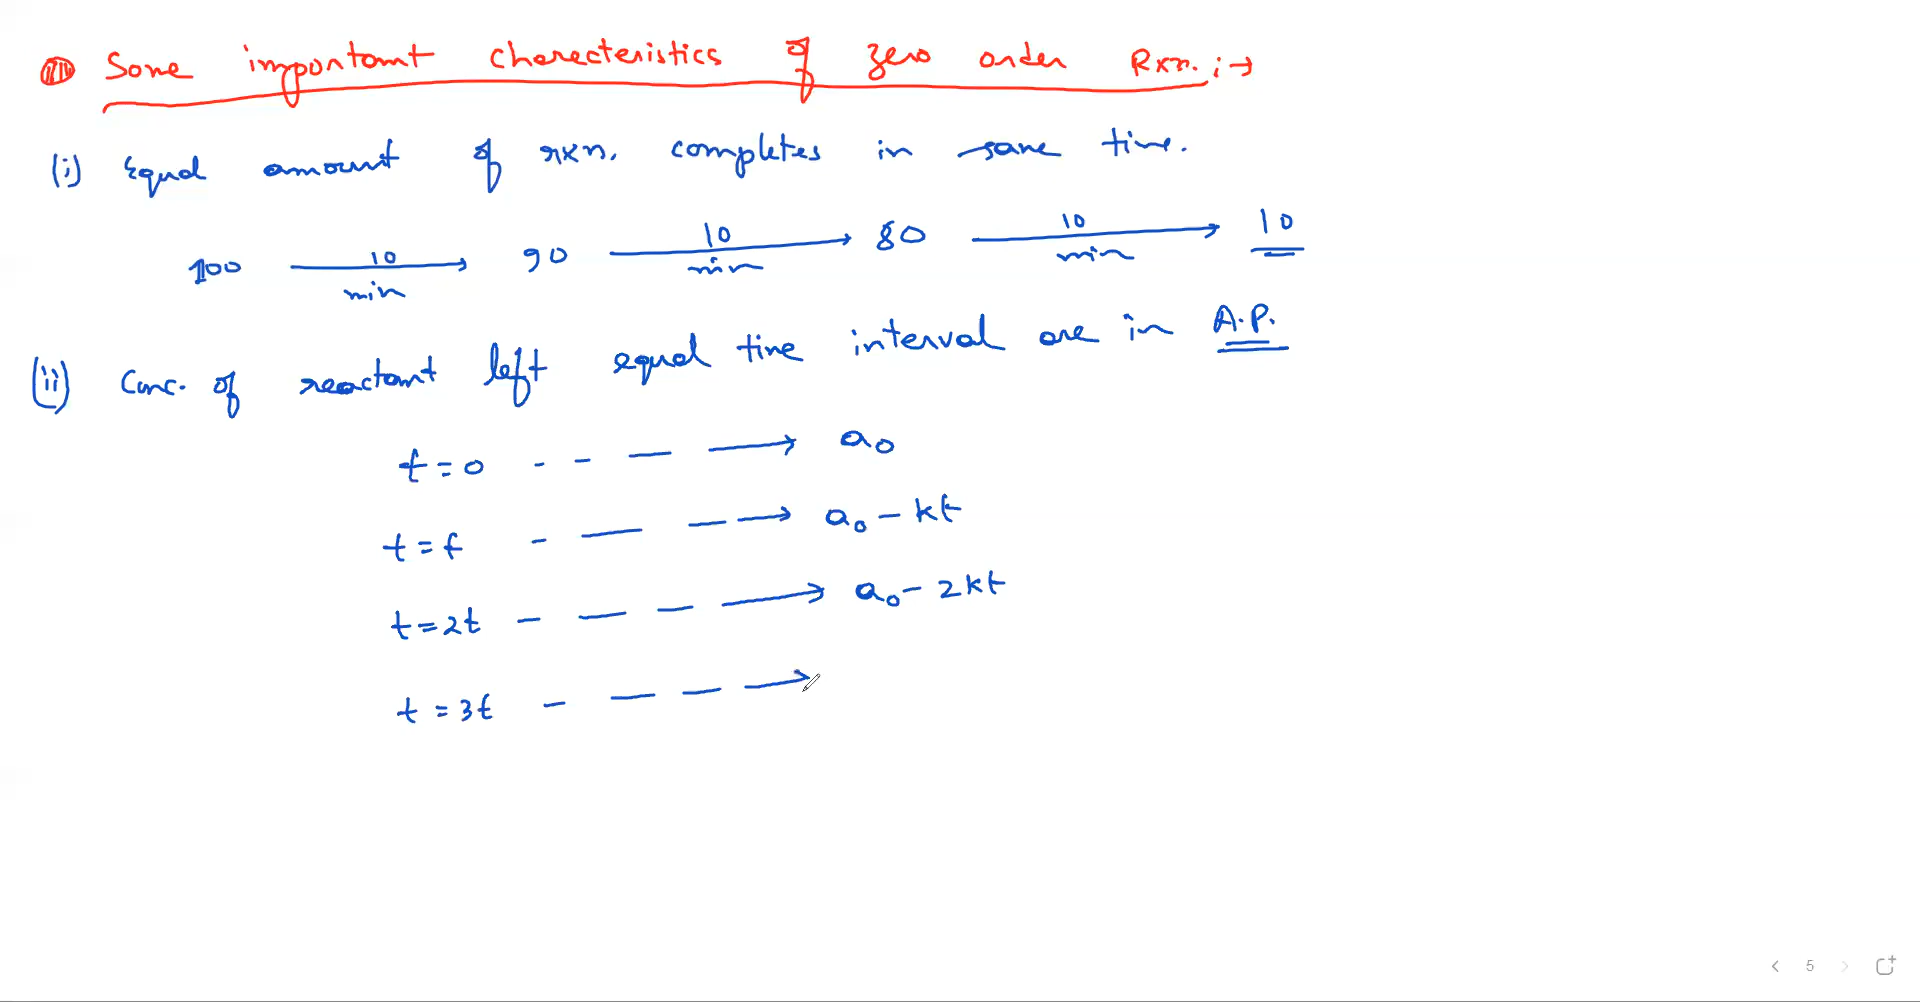 Some important characteristics of zero order Rxn. :→
(i) Equal amount of rxn. completes in same time.
100 10 min → 90 10 min → 80 10 min → 10
(ii) Conc. of reactant left equal time interval are in A.P.
t = 0 - - — → a₀
t = t - — — → a₀ - kt
t = 2t - — — → a₀ - 2kt
t = 3t - — — →
5